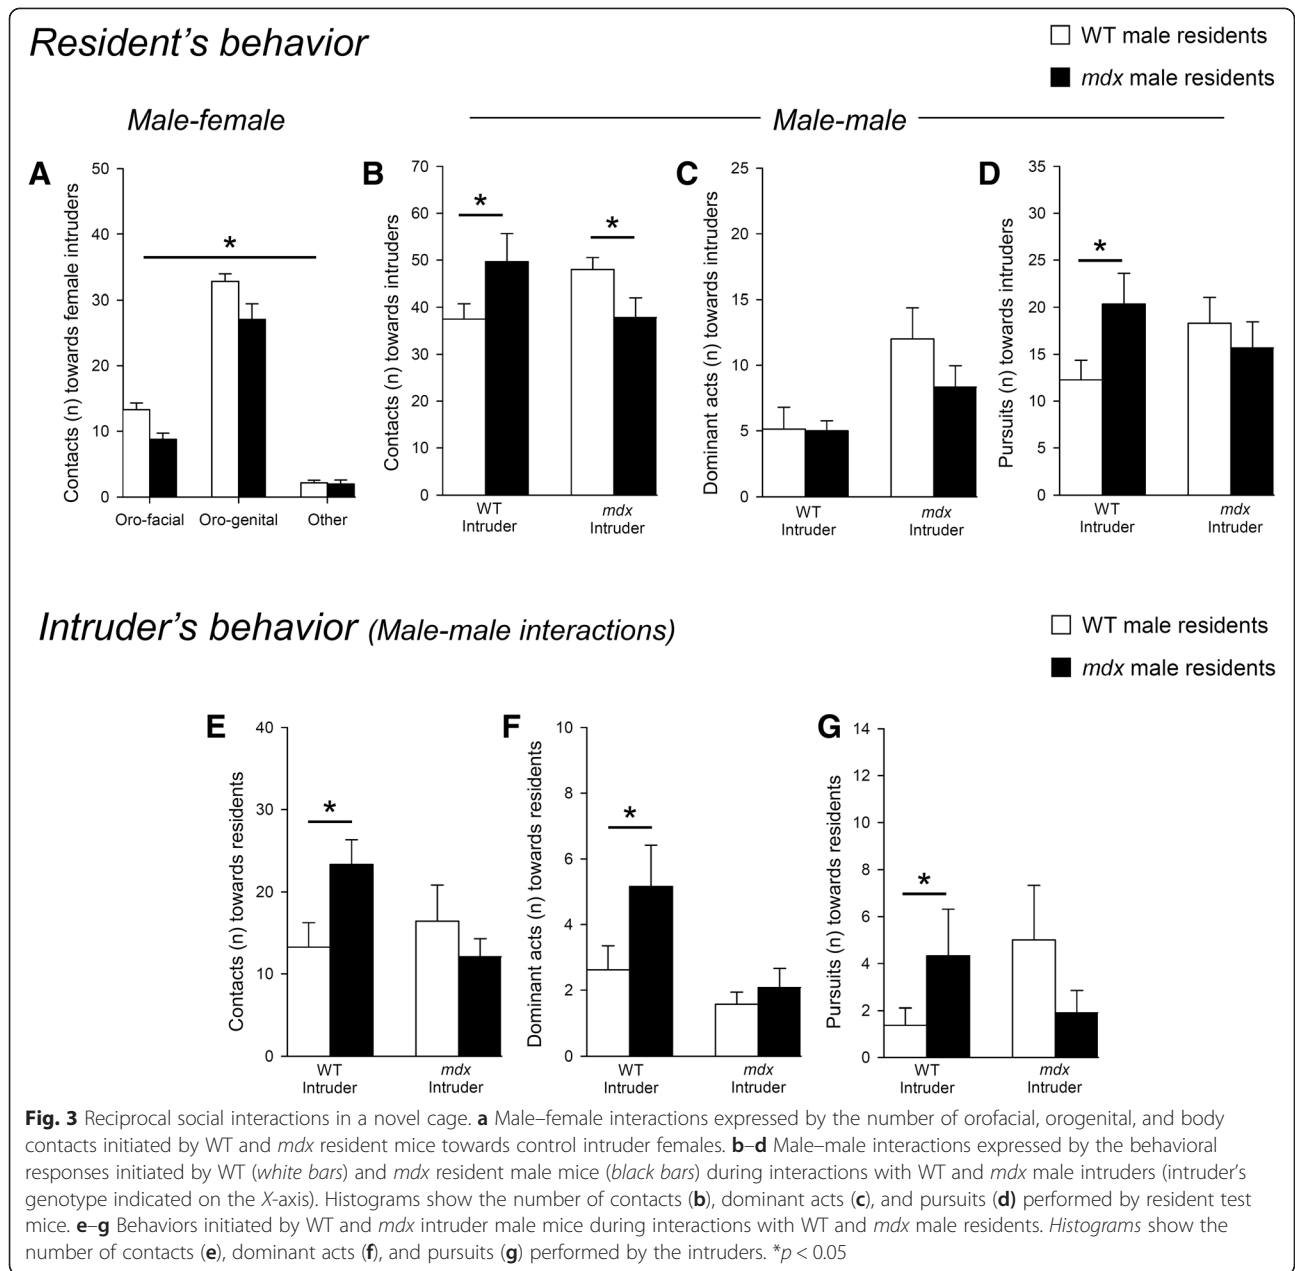 Resident's behavior
WT male residents
mdx male residents
Male-female
Male-male
A
Contacts (n) towards female intruders
50
40
30
20
10
0
Oro-facial Oro-genital Other
*
B
Contacts (n) towards intruders
70
60
50
40
30
20
10
0
* *
WT
Intruder
mdx
Intruder
C
Dominant acts (n) towards intruders
25
20
15
10
5
0
WT
Intruder
mdx
Intruder
D
Pursuits (n) towards intruders
35
30
25
20
15
10
5
0
*
WT
Intruder
mdx
Intruder
Intruder's behavior (Male-male interactions)
WT male residents
mdx male residents
E
Contacts (n) towards residents
40
30
20
10
0
*
WT
Intruder
mdx
Intruder
F
Dominant acts (n) towards residents
10
8
6
4
2
0
*
WT
Intruder
mdx
Intruder
G
Pursuits (n) towards residents
14
12
10
8
6
4
2
0
*
WT
Intruder
mdx
Intruder
Fig. 3 Reciprocal social interactions in a novel cage. a Male–female interactions expressed by the number of orofacial, orogenital, and body
contacts initiated by WT and mdx resident mice towards control intruder females. b–d Male–male interactions expressed by the behavioral
responses initiated by WT (white bars) and mdx resident male mice (black bars) during interactions with WT and mdx male intruders (intruder's
genotype indicated on the X-axis). Histograms show the number of contacts (b), dominant acts (c), and pursuits (d) performed by resident test
mice. e–g Behaviors initiated by WT and mdx intruder male mice during interactions with WT and mdx male residents. Histograms show the
number of contacts (e), dominant acts (f), and pursuits (g) performed by the intruders. *p < 0.05